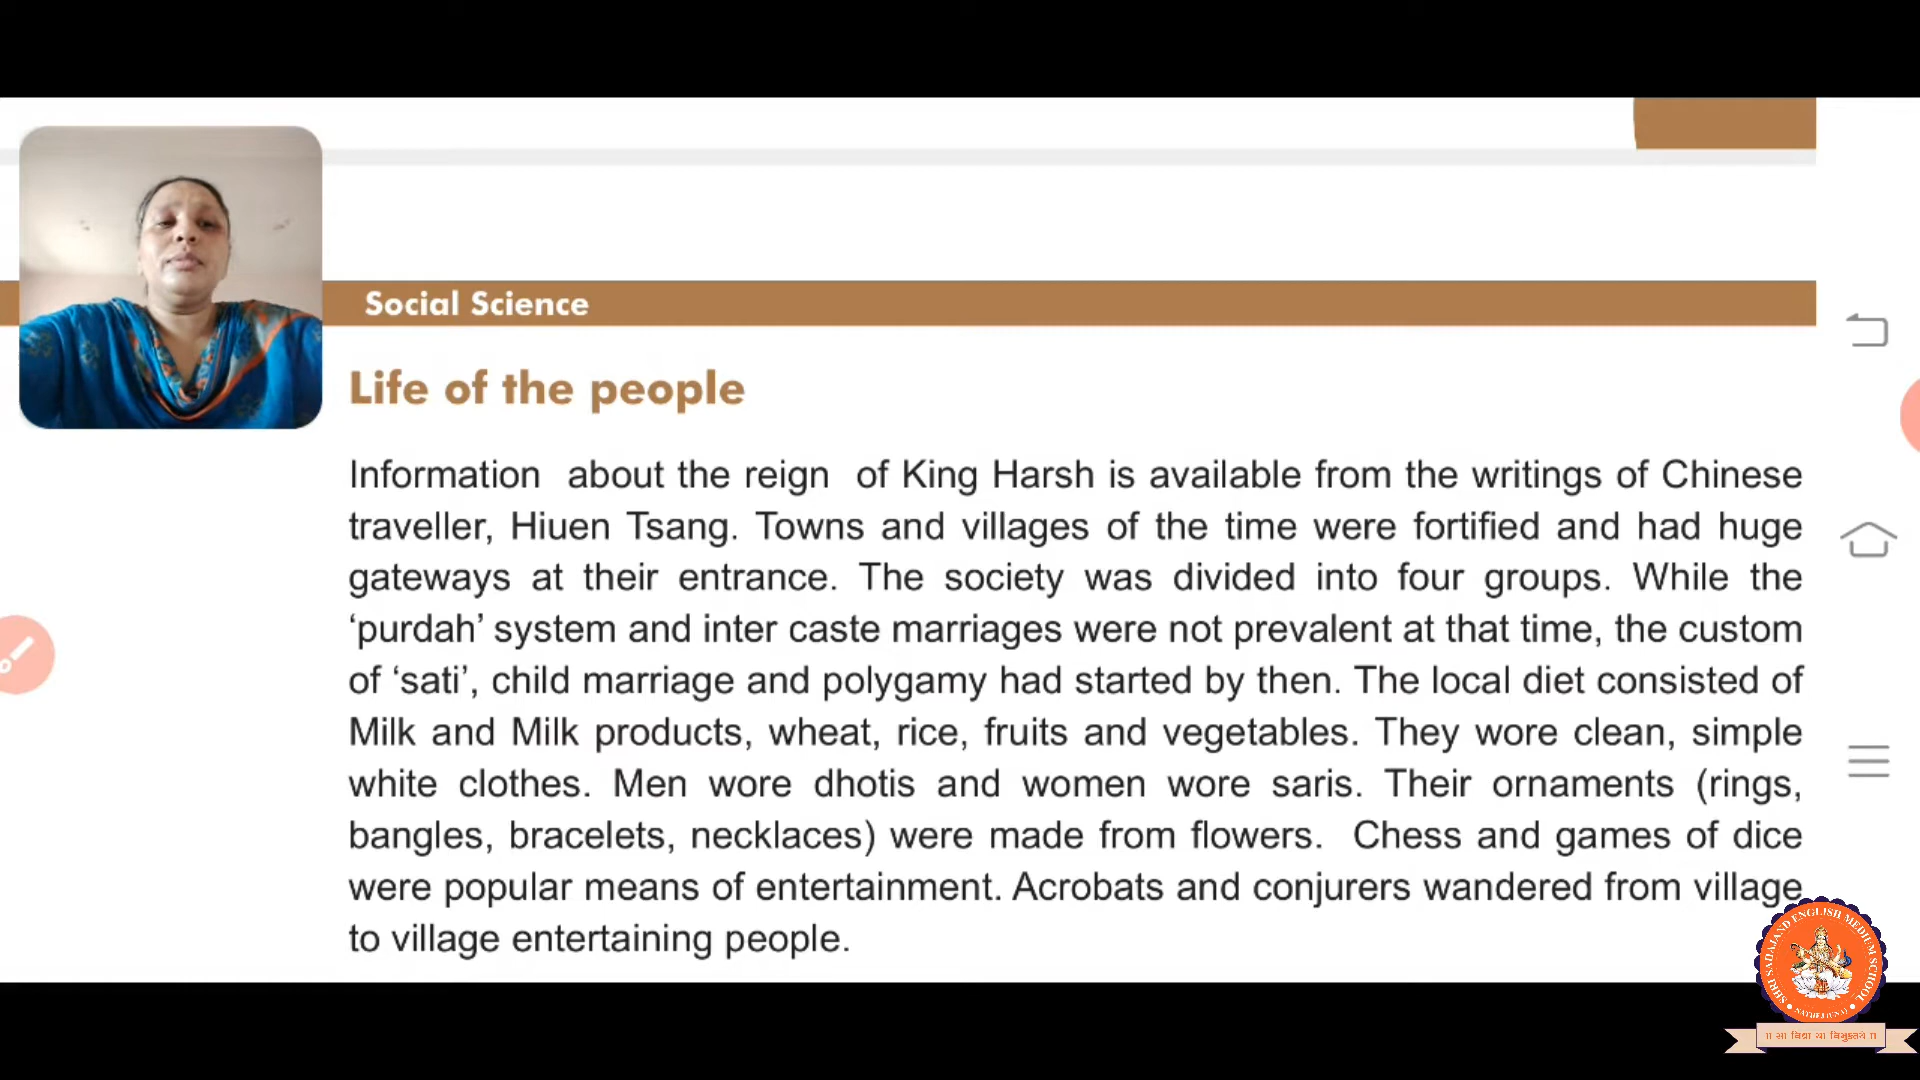 Social Science
Life of the people
Information about the reign of King Harsh is available from the writings of Chinese
traveller, Hiuen Tsang. Towns and villages of the time were fortified and had huge
gateways at their entrance. The society was divided into four groups. While the
‘purdah’ system and inter caste marriages were not prevalent at that time, the custom
of ‘sati’, child marriage and polygamy had started by then. The local diet consisted of
Milk and Milk products, wheat, rice, fruits and vegetables. They wore clean, simple
white clothes. Men wore dhotis and women wore saris. Their ornaments (rings,
bangles, bracelets, necklaces) were made from flowers. Chess and games of dice
were popular means of entertainment. Acrobats and conjurers wandered from village
to village entertaining people.
SHRI SADAJAND ENGLISH MEDIUM SCHOOL
॥ सा विद्या या विमुक्तये ॥